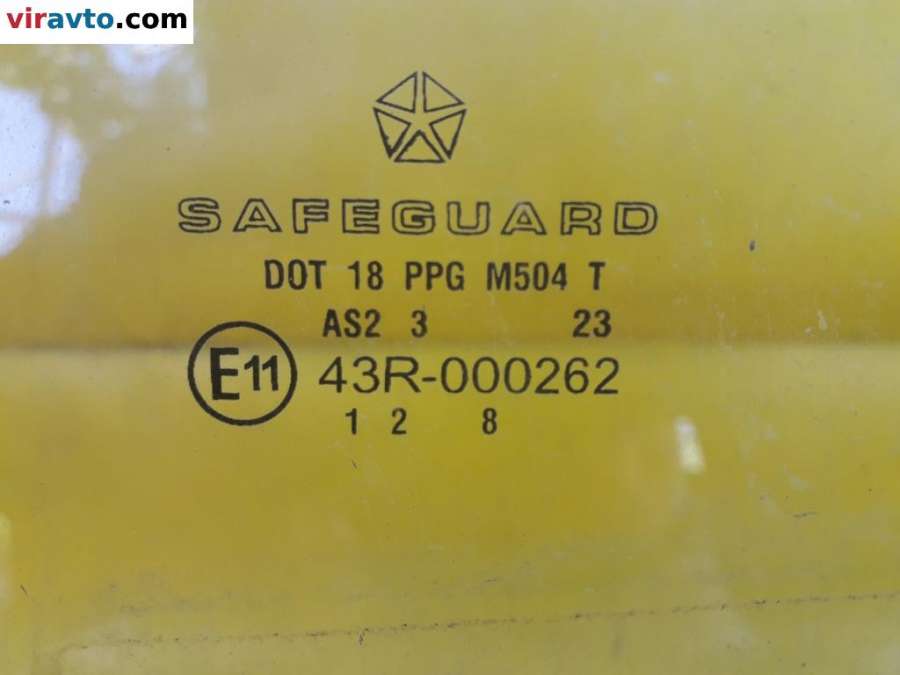 viravto.com
SAFEGUARD
DOT 18 PPG M504 T
AS2 3 23
E11 43R-000262
1 2 8